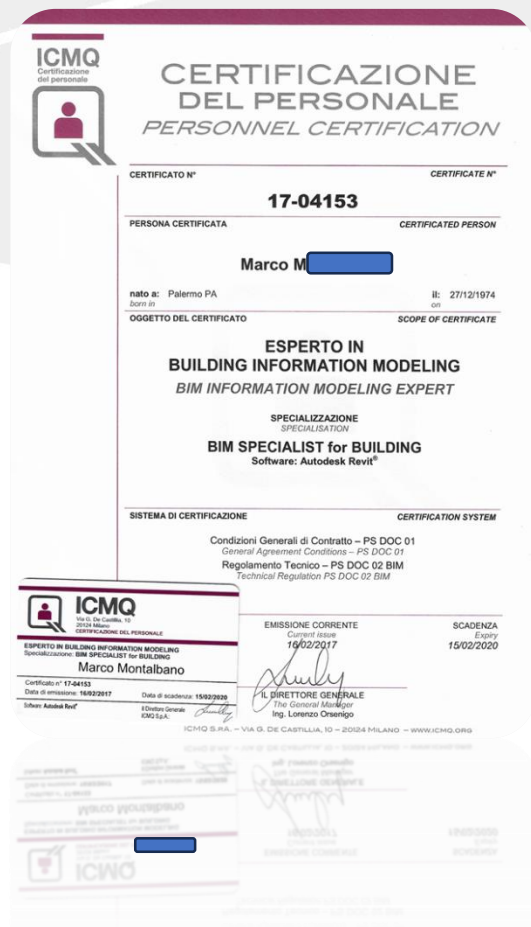 ICMQ
Certificazione
del personale
CERTIFICAZIONE
DEL PERSONALE
PERSONNEL CERTIFICATION
CERTIFICATO N° CERTIFICATE N°
17-04153
PERSONA CERTIFICATA CERTIFICATED PERSON
Marco M
nato a: Palermo PA il: 27/12/1974
born in on
OGGETTO DEL CERTIFICATO SCOPE OF CERTIFICATE
ESPERTO IN
BUILDING INFORMATION MODELING
BIM INFORMATION MODELING EXPERT
SPECIALIZZAZIONE
SPECIALISATION
BIM SPECIALIST for BUILDING
Software: Autodesk Revit®
SISTEMA DI CERTIFICAZIONE CERTIFICATION SYSTEM
Condizioni Generali di Contratto – PS DOC 01
General Agreement Conditions – PS DOC 01
Regolamento Tecnico – PS DOC 02 BIM
Technical Regulation PS DOC 02 BIM
EMISSIONE CORRENTE SCADENZA
Current issue Expiry
16/02/2017 15/02/2020
IL DIRETTORE GENERALE
The General Manager
Ing. Lorenzo Orsenigo
ICMQ S.P.A. – VIA G. DE CASTILLIA, 10 – 20124 MILANO – WWW.ICMQ.ORG
ICMQ
Via G. De Castillia, 10
20124 Milano
CERTIFICAZIONE DEL PERSONALE
ESPERTO IN BUILDING INFORMATION MODELING
Specializzazione: BIM SPECIALIST for BUILDING
Marco Montalbano
Certificato n° 17-04153
Data di emissione: 16/02/2017 Data di scadenza: 15/02/2020
Software: Autodesk Revit® Il Direttore Generale
ICMQ S.p.A.